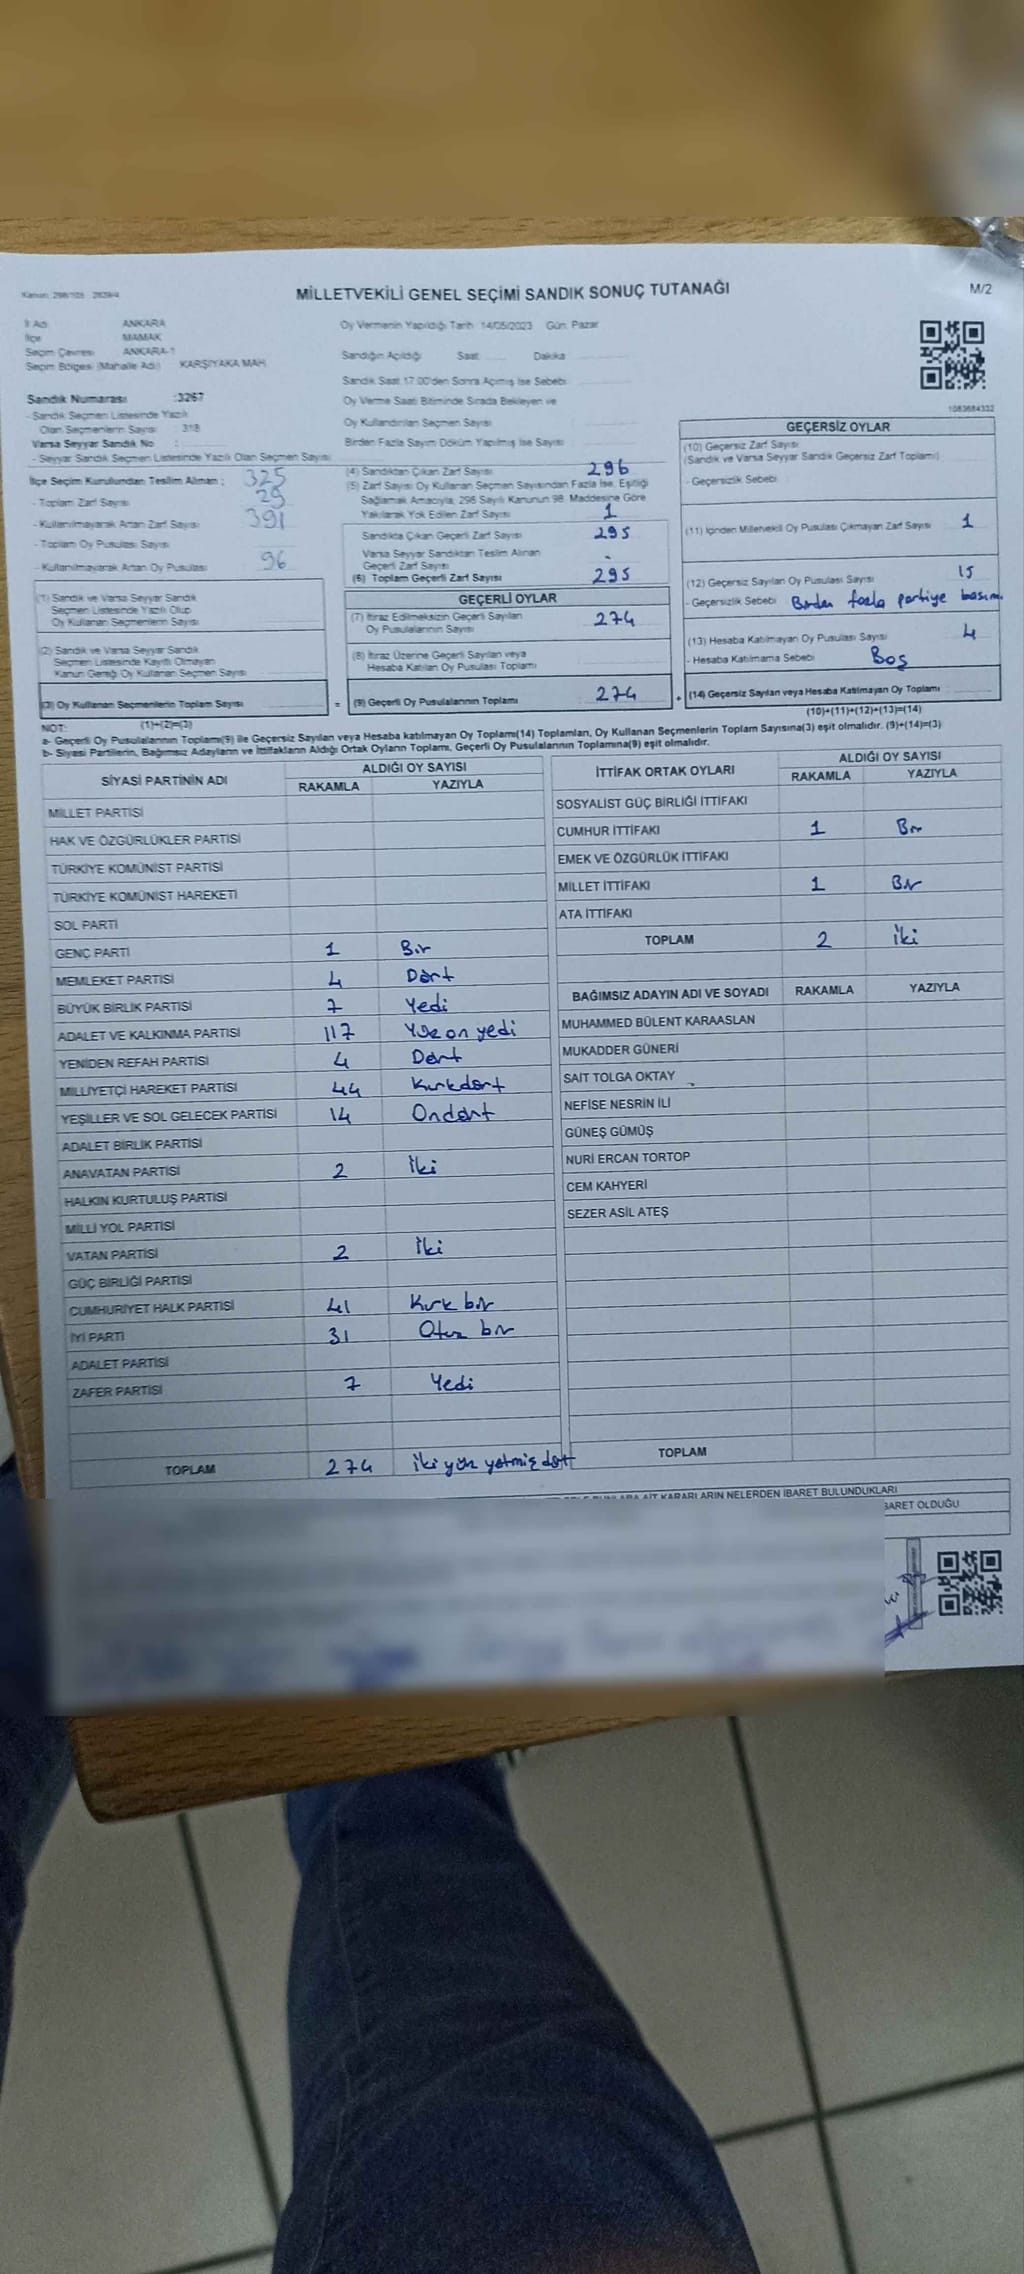 MİLLETVEKİLİ GENEL SEÇİMİ SANDIK SONUÇ TUTANAĞI
M/2
İl Adı ANKARA
İlçe MAMAK
Seçim Çevresi ANKARA-1
Seçim Bölgesi (Mahalle Adı) KARŞIYAKA MAH
Oy Vermenin Yapıldığı Tarih 14/05/2023 Gün: Pazar
Sandığın Açıldığı Saat Dakika
Sandık Saat 17:00'den Sonra Açılmış İse Sebebi
Oy Verme Saati Bitiminde Sırada Bekleyen ve
Oy Kullandırılan Seçmen Sayısı
Birden Fazla Sayım Döküm Yapılmış İse Sayısı
1083684332
Sandık Numarası :3267
- Sandık Seçmen Listesinde Yazılı
Olan Seçmenlerin Sayısı 318
Varsa Seyyar Sandık No :
- Seyyar Sandık Seçmen Listesinde Yazılı Olan Seçmen Sayısı
İlçe Seçim Kurulundan Teslim Alınan ; 325
- Toplam Zarf Sayısı 29
- Kullanılmayarak Artan Zarf Sayısı 391
- Toplam Oy Pusulası Sayısı
- Kullanılmayarak Artan Oy Pusulası 96
(1) Sandık ve Varsa Seyyar Sandık
Seçmen Listesinde Yazılı Olup
Oy Kullanan Seçmenlerin Sayısı
(2) Sandık ve Varsa Seyyar Sandık
Seçmen Listesinde Kayıtlı Olmayan
Kanun Gereği Oy Kullanan Seçmen Sayısı
(3) Oy Kullanan Seçmenlerin Toplam Sayısı =
(4) Sandıktan Çıkan Zarf Sayısı 296
(5) Zarf Sayısı Oy Kullanan Seçmen Sayısından Fazla İse, Eşitliği
Sağlamak Amacıyla, 298 Sayılı Kanunun 98. Maddesine Göre
Yakılarak Yok Edilen Zarf Sayısı 1
Sandıkta Çıkan Geçerli Zarf Sayısı 295
Varsa Seyyar Sandıktan Teslim Alınan
Geçerli Zarf Sayısı -
(6) Toplam Geçerli Zarf Sayısı 295
GEÇERLİ OYLAR
(7) İtiraz Edilmeksizin Geçerli Sayılan
Oy Pusulalarının Sayısı 274
(8) İtiraz Üzerine Geçerli Sayılan veya
Hesaba Katılan Oy Pusulası Toplamı
(9) Geçerli Oy Pusulalarının Toplamı 274 +
GEÇERSİZ OYLAR
(10) Geçersiz Zarf Sayısı
(Sandık ve Varsa Seyyar Sandık Geçersiz Zarf Toplamı)
- Geçersizlik Sebebi
(11) İçinden Milletvekili Oy Pusulası Çıkmayan Zarf Sayısı 1
(12) Geçersiz Sayılan Oy Pusulası Sayısı 15
- Geçersizlik Sebebi Birden fazla partiye basım
(13) Hesaba Katılmayan Oy Pusulası Sayısı 4
- Hesaba Katılmama Sebebi Boş
(14) Geçersiz Sayılan veya Hesaba Katılmayan Oy Toplamı
(10)+(11)+(12)+(13)=(14)
NOT: (1)+(2)=(3)
a- Geçerli Oy Pusulalarının Toplamı(9) ile Geçersiz Sayılan veya Hesaba katılmayan Oy Toplamı(14) Toplamları, Oy Kullanan Seçmenlerin Toplam Sayısına(3) eşit olmalıdır. (9)+(14)=(3)
b- Siyasi Partilerin, Bağımsız Adayların ve İttifakların Aldığı Ortak Oyların Toplamı, Geçerli Oy Pusulalarının Toplamına(9) eşit olmalıdır.
SİYASİ PARTİNİN ADI ALDIĞI OY SAYISI
RAKAMLA YAZIYLA
MİLLET PARTİSİ
HAK VE ÖZGÜRLÜKLER PARTİSİ
TÜRKİYE KOMÜNİST PARTİSİ
TÜRKİYE KOMÜNİST HAREKETİ
SOL PARTİ
GENÇ PARTİ 1 Bir
MEMLEKET PARTİSİ 4 Dört
BÜYÜK BİRLİK PARTİSİ 7 Yedi
ADALET VE KALKINMA PARTİSİ 117 Yüz on yedi
YENİDEN REFAH PARTİSİ 4 Dört
MİLLİYETÇİ HAREKET PARTİSİ 44 Kırkdört
YEŞİLLER VE SOL GELECEK PARTİSİ 14 Ondört
ADALET BİRLİK PARTİSİ
ANAVATAN PARTİSİ 2 İki
HALKIN KURTULUŞ PARTİSİ
MİLLİ YOL PARTİSİ
VATAN PARTİSİ 2 İki
GÜÇ BİRLİĞİ PARTİSİ
CUMHURİYET HALK PARTİSİ 41 Kırk bir
İYİ PARTİ 31 Otuz bir
ADALET PARTİSİ
ZAFER PARTİSİ 7 Yedi
TOPLAM 274 İki yüz yetmiş dört
İTTİFAK ORTAK OYLARI ALDIĞI OY SAYISI
RAKAMLA YAZIYLA
SOSYALİST GÜÇ BİRLİĞİ İTTİFAKI
CUMHUR İTTİFAKI 1 Bir
EMEK VE ÖZGÜRLÜK İTTİFAKI
MİLLET İTTİFAKI 1 Bir
ATA İTTİFAKI
TOPLAM 2 İki
BAĞIMSIZ ADAYIN ADI VE SOYADI RAKAMLA YAZIYLA
MUHAMMED BÜLENT KARAASLAN
MUKADDER GÜNERİ
SAİT TOLGA OKTAY
NEFİSE NESRİN İLİ
GÜNEŞ GÜMÜŞ
NURİ ERCAN TORTOP
CEM KAHYERİ
SEZER ASİL ATEŞ
TOPLAM
KARARLARIN NELERDEN İBARET BULUNDUKLARI
OLDUĞU